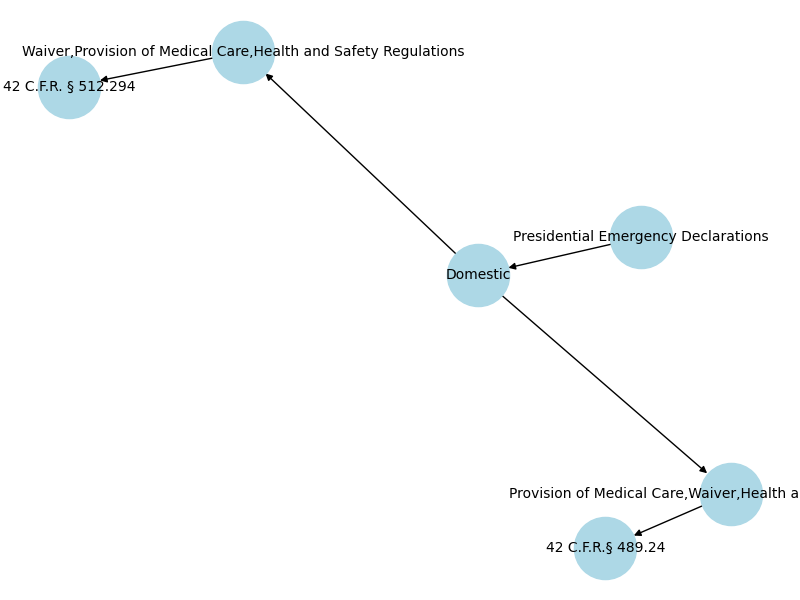 Waiver,Provision of Medical Care,Health and Safety Regulations
42 C.F.R. § 512.294
Presidential Emergency Declarations
Domestic
Provision of Medical Care,Waiver,Health a
42 C.F.R.§ 489.24